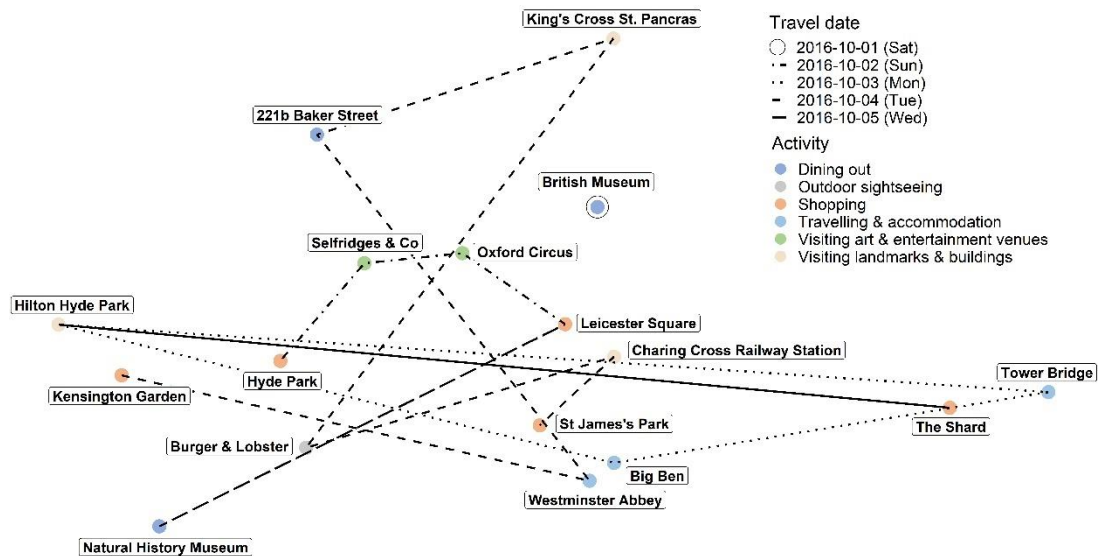 King's Cross St. Pancras
Travel date
2016-10-01 (Sat)
2016-10-02 (Sun)
2016-10-03 (Mon)
2016-10-04 (Tue)
2016-10-05 (Wed)
221b Baker Street
Activity
Dining out
Outdoor sightseeing
Shopping
Travelling & accommodation
Visiting art & entertainment venues
Visiting landmarks & buildings
British Museum
Selfridges & Co
Oxford Circus
Hilton Hyde Park
Leicester Square
Charing Cross Railway Station
Hyde Park
Tower Bridge
Kensington Garden
St James's Park
The Shard
Burger & Lobster
Big Ben
Westminster Abbey
Natural History Museum